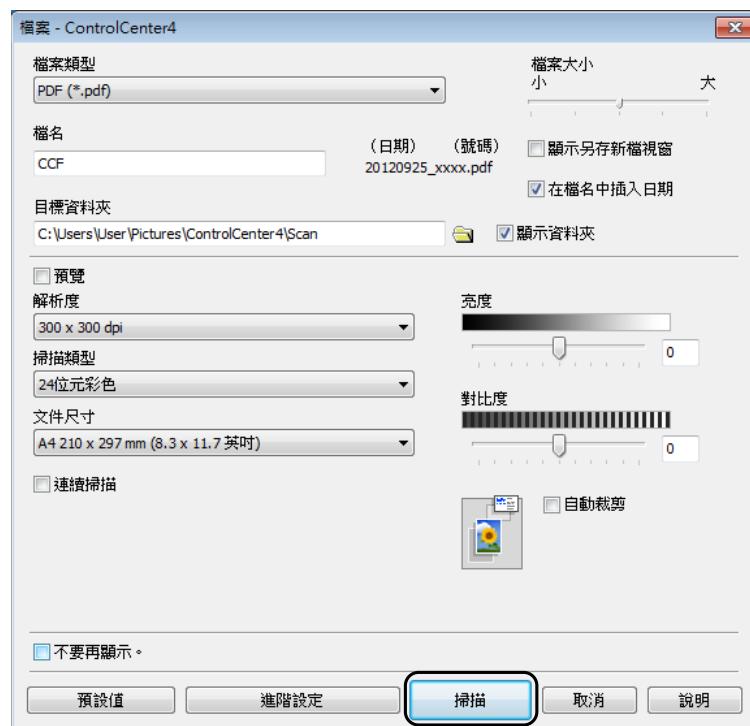 檔案 - ControlCenter4
檔案類型
PDF (*.pdf)
檔案大小
小 大
檔名
CCF
(日期) (號碼)
20120925_xxxx.pdf
顯示另存新檔視窗
在檔名中插入日期
目標資料夾
C:\Users\User\Pictures\ControlCenter4\Scan
顯示資料夾
預覽
解析度
300 x 300 dpi
掃描類型
24位元彩色
文件尺寸
A4 210 x 297 mm (8.3 x 11.7 英吋)
連續掃描
亮度
0
對比度
0
自動裁剪
不要再顯示。
預設值 進階設定 掃描 取消 說明